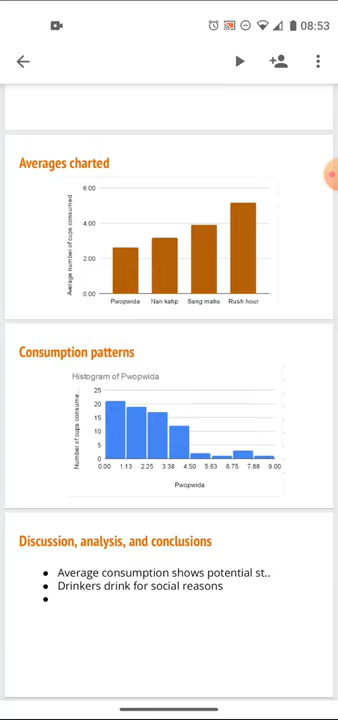 08:53
Averages charted
Average number of cups consumed
6.00
4.00
2.00
0.00
Pwopwida Nan kahp Sang mahs Rush hour
Consumption patterns
Histogram of Pwopwida
Number of cups consume...
25
20
15
10
5
0
0.00 1.13 2.25 3.38 4.50 5.63 6.75 7.88 9.00
Pwopwida
Discussion, analysis, and conclusions
● Average consumption shows potential st..
● Drinkers drink for social reasons
●